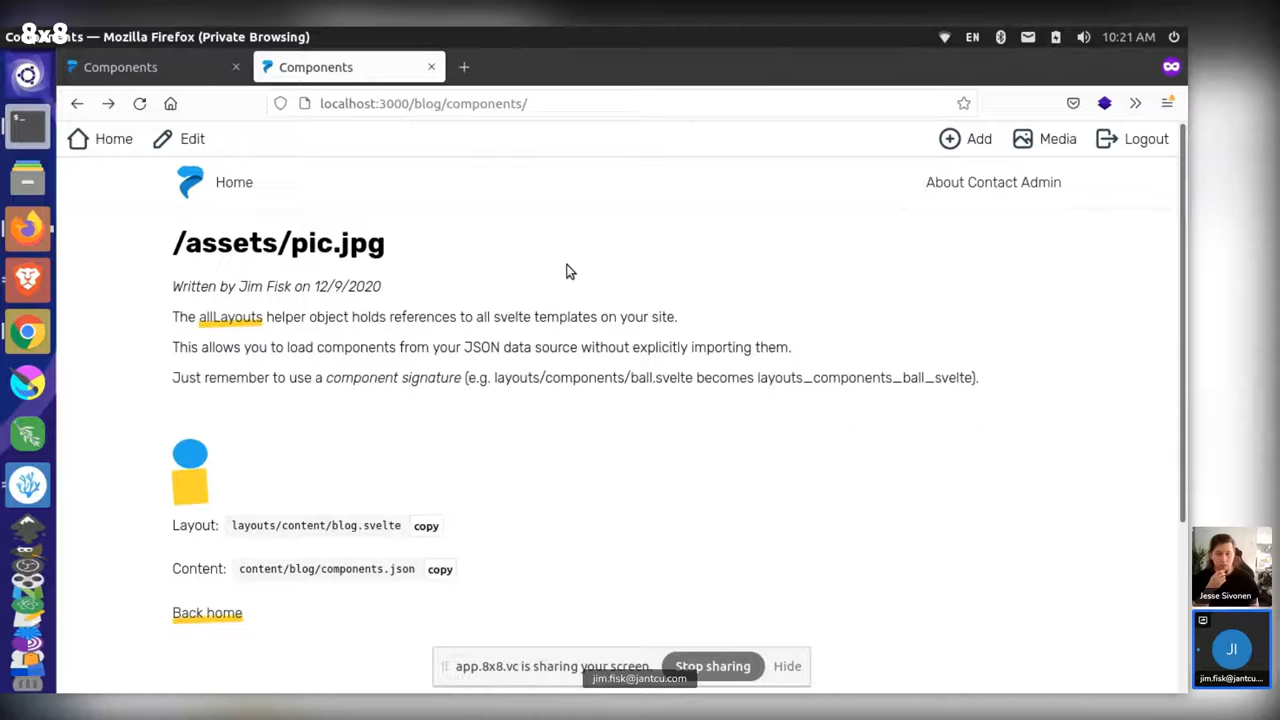 8x8
nts — Mozilla Firefox (Private Browsing)
EN
10:21 AM
Components
Components
localhost:3000/blog/components/
Home
Edit
Add
Media
Logout
Home
About Contact Admin
/assets/pic.jpg
Written by Jim Fisk on 12/9/2020
The allLayouts helper object holds references to all svelte templates on your site.
This allows you to load components from your JSON data source without explicitly importing them.
Just remember to use a component signature (e.g. layouts/components/ball.svelte becomes layouts_components_ball_svelte).
Layout: layouts/content/blog.svelte copy
Content: content/blog/components.json copy
Back home
app.8x8.vc is sharing your screen.
Stop sharing
Hide
jim.fisk@jantcu.com
Jesse Sivonen
JI
jim.fisk@jantcu....